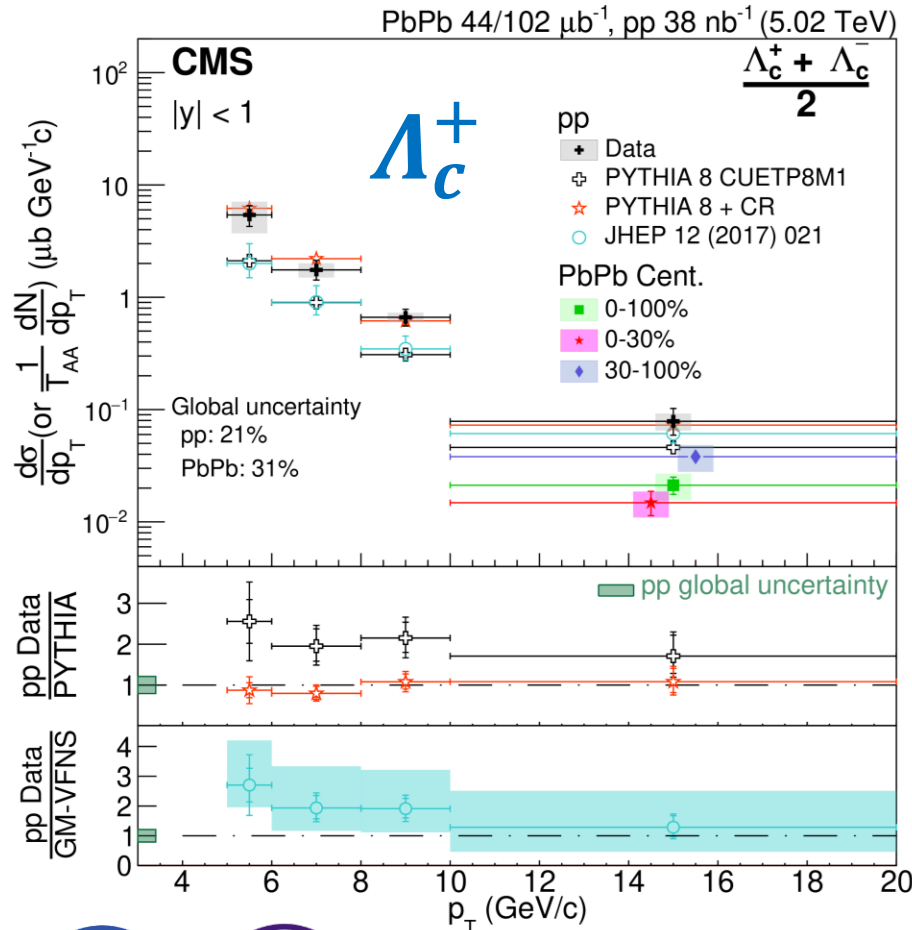 PbPb 44/102 μb⁻¹, pp 38 nb⁻¹ (5.02 TeV)
CMS
|y| < 1
Λc⁺
Λc⁺ + Λc⁻
2
pp
Data
PYTHIA 8 CUETP8M1
PYTHIA 8 + CR
JHEP 12 (2017) 021
PbPb Cent.
0-100%
0-30%
30-100%
Global uncertainty
pp: 21%
PbPb: 31%
dσ/dp_T (or 1/T_AA dN/dp_T) (μb GeV⁻¹c)
10²
10
1
10⁻¹
10⁻²
pp global uncertainty
pp Data
PYTHIA
3
2
1
pp Data
GM-VFNS
4
3
2
1
0
4 6 8 10 12 14 16 18 20
p_T (GeV/c)